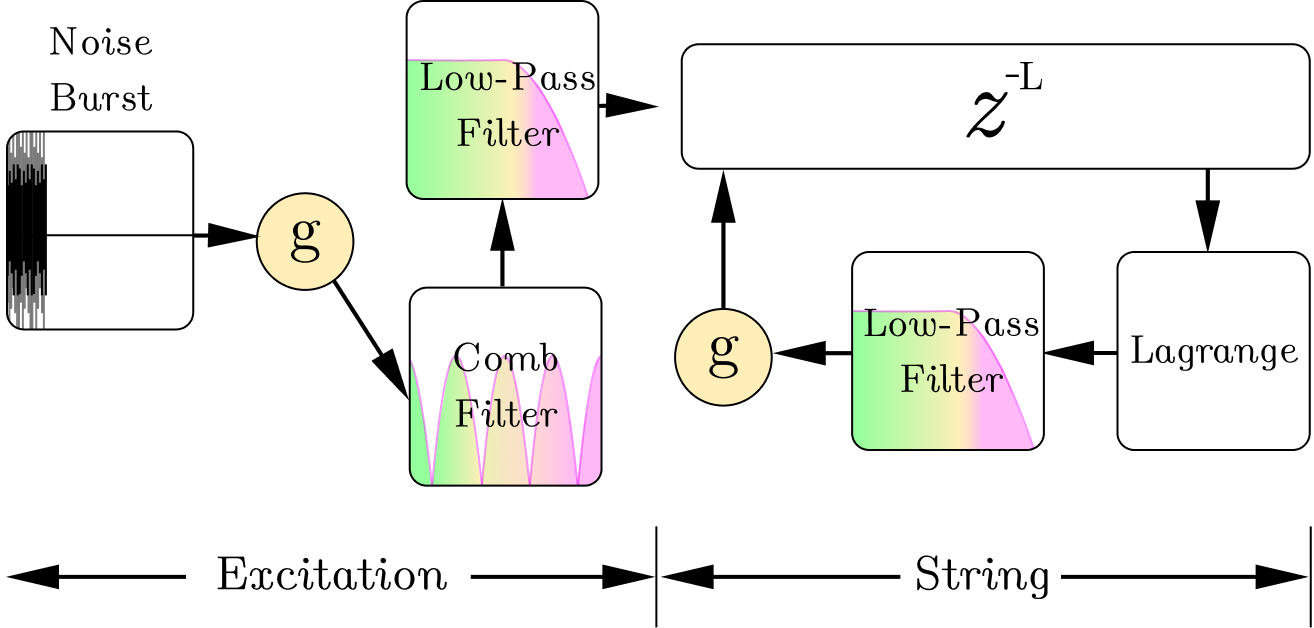 Noise
Burst
g
Comb
Filter
Low-Pass
Filter
z-L
Lagrange
Low-Pass
Filter
g
Excitation
String